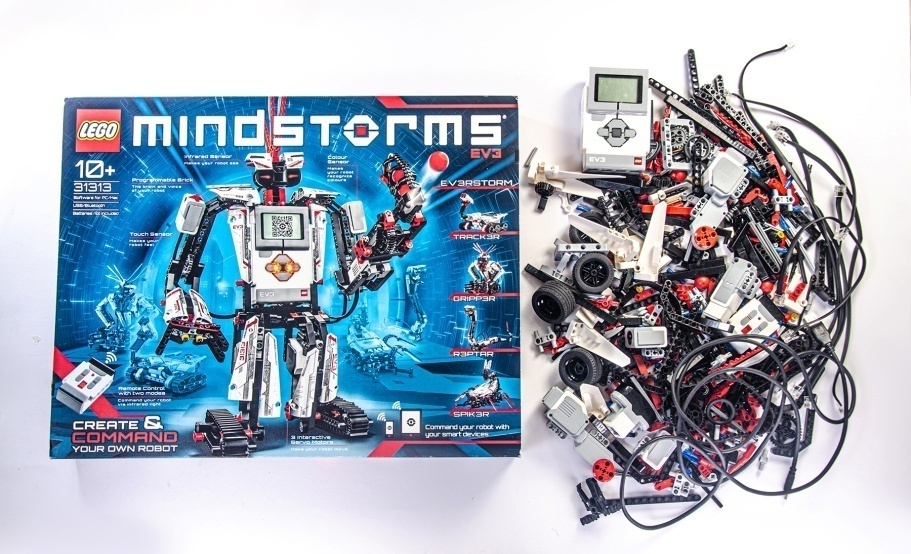 LEGO
MINDSTORMS
EV3
10+
31313
Software for PC/Mac
USB/Bluetooth
Batteries not included
Infrared Sensor
Makes your robot see
Colour
Sensor
Makes
your robot
recognise
colours
Programmable Brick
The brain and voice
of your robot
Touch Sensor
Makes your
robot feel
EV3RSTORM
TRACK3R
GRIPP3R
R3PTAR
SPIK3R
EV3
EV3
Remote Control
with two modes
Command your robot
via infrared light
CREATE &
COMMAND
YOUR OWN ROBOT
3 Interactive
Servo Motors
Make your robot move
Command your robot with
your smart devices
EV3